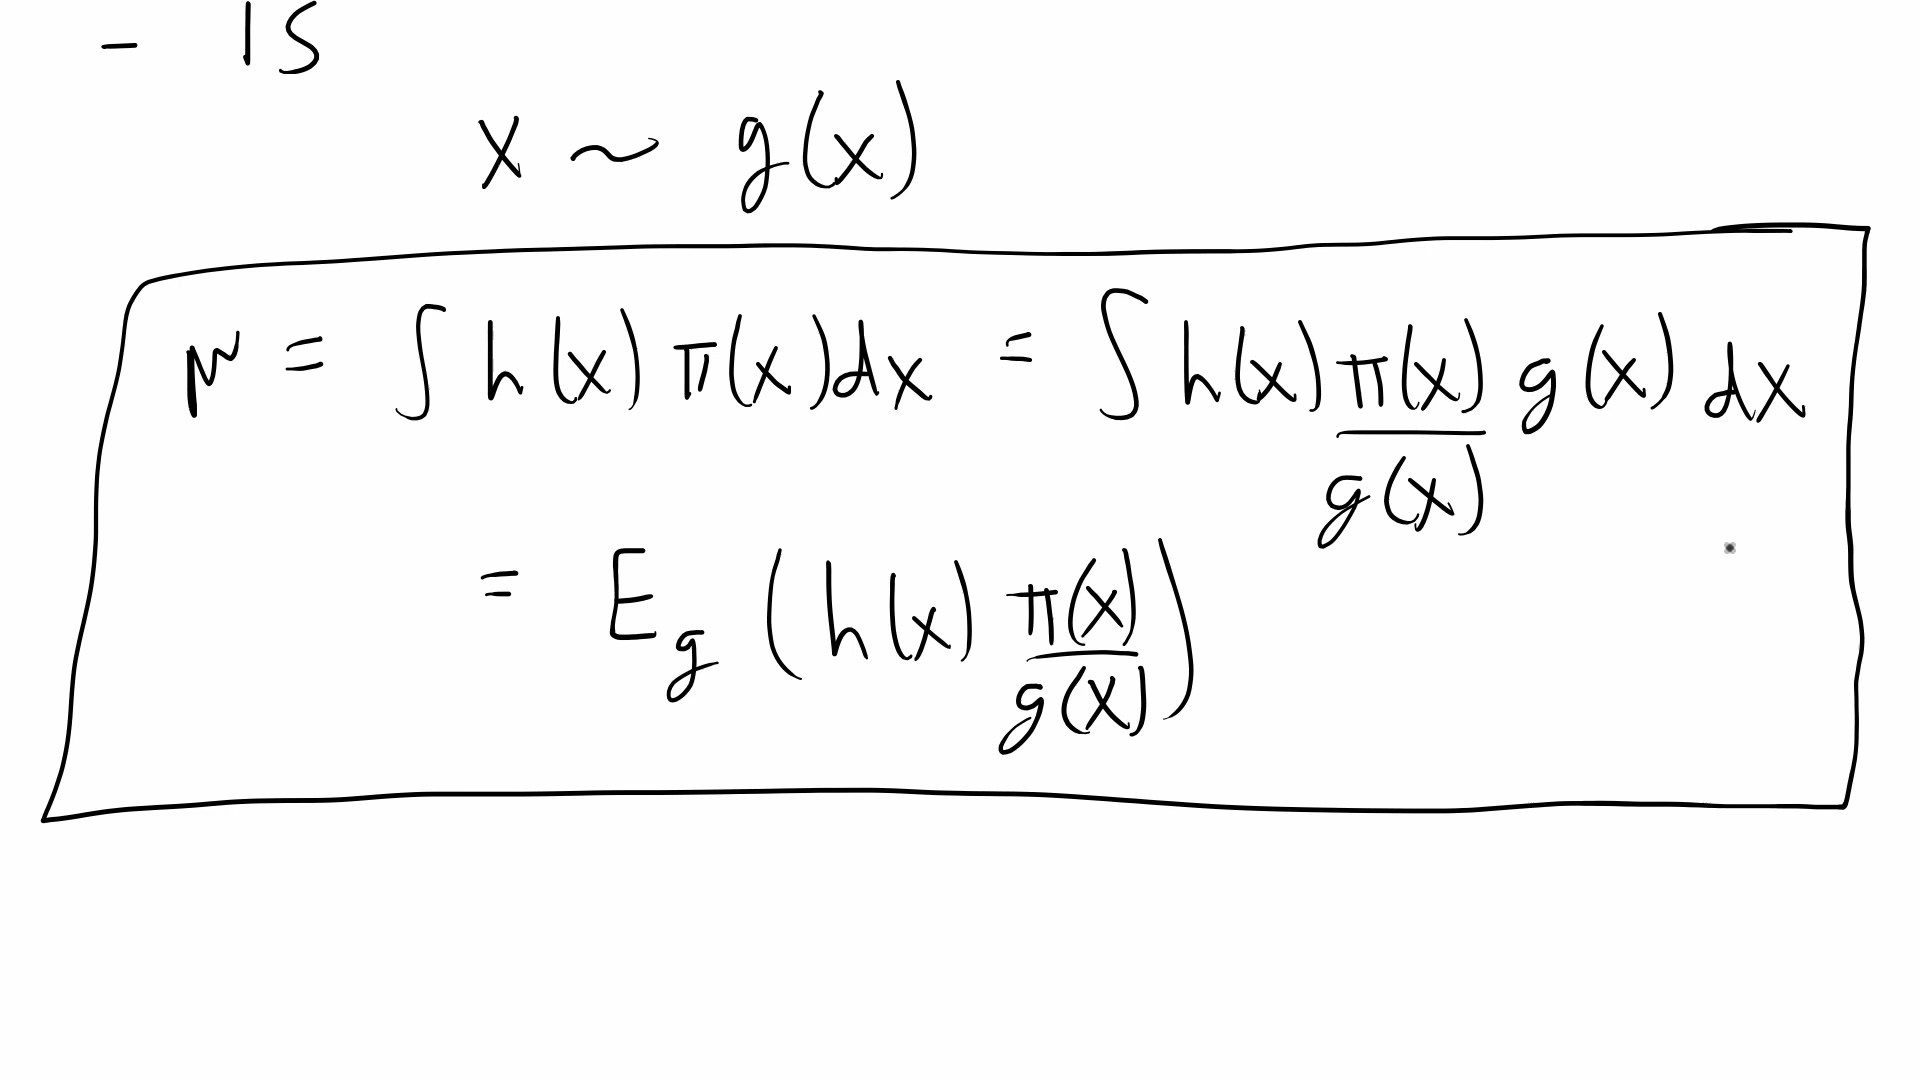 - IS
x ~ g(x)
μ = ∫ h(x) π(x) dx = ∫ h(x) π(x)/g(x) g(x) dx
= E_g (h(x) π(x)/g(x))